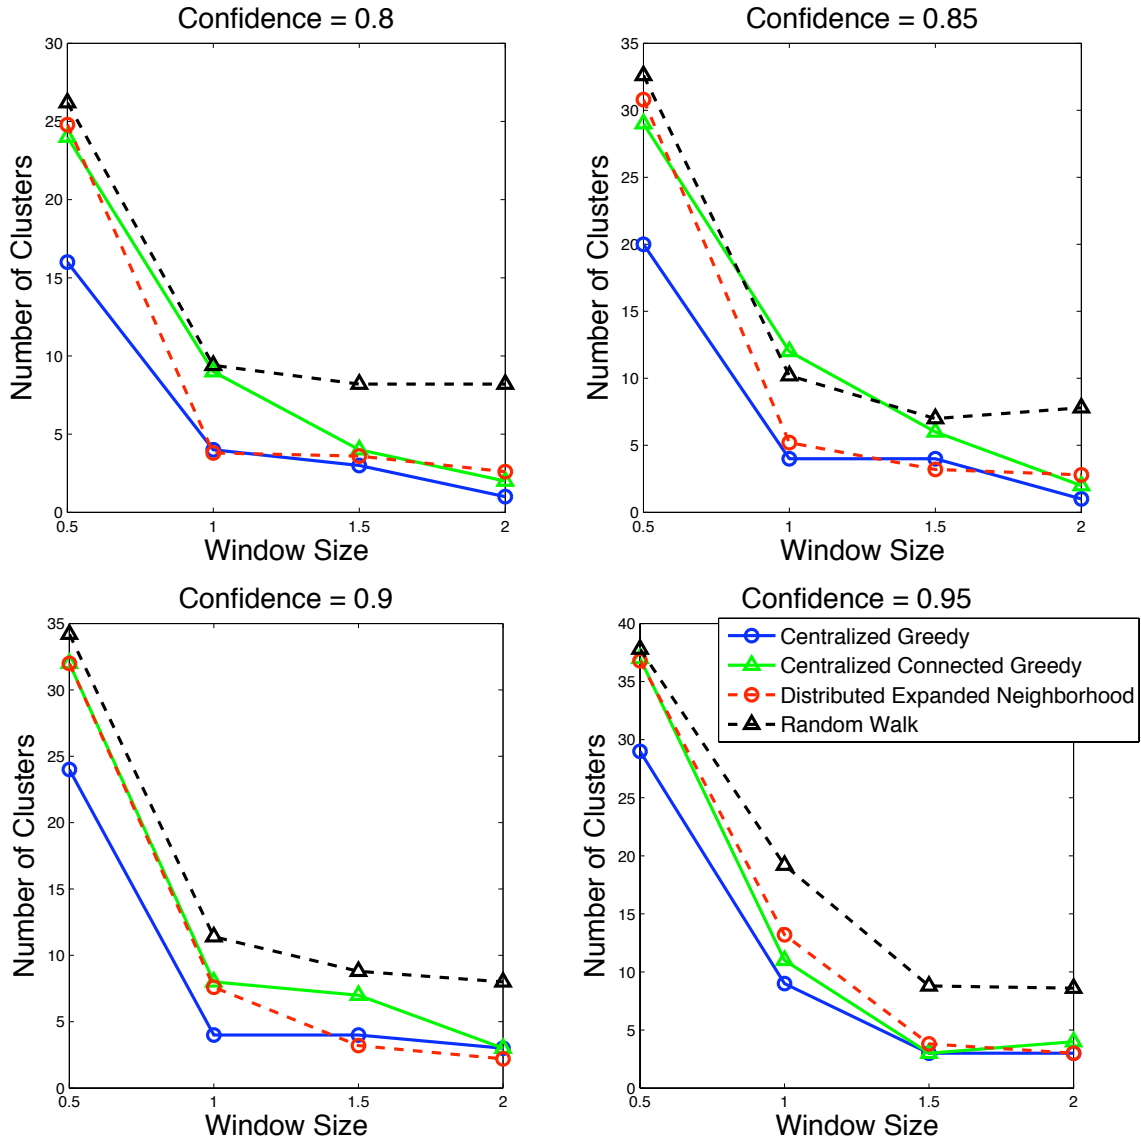 Confidence = 0.8
30
25
20
15
10
5
0
0.5 1 1.5 2
Number of Clusters
Window Size
Confidence = 0.85
35
30
25
20
15
10
5
0
0.5 1 1.5 2
Number of Clusters
Window Size
Confidence = 0.9
35
30
25
20
15
10
5
0
0.5 1 1.5 2
Number of Clusters
Window Size
Confidence = 0.95
40
35
30
25
20
15
10
5
0
0.5 1 1.5 2
Number of Clusters
Window Size
Centralized Greedy
Centralized Connected Greedy
Distributed Expanded Neighborhood
Random Walk